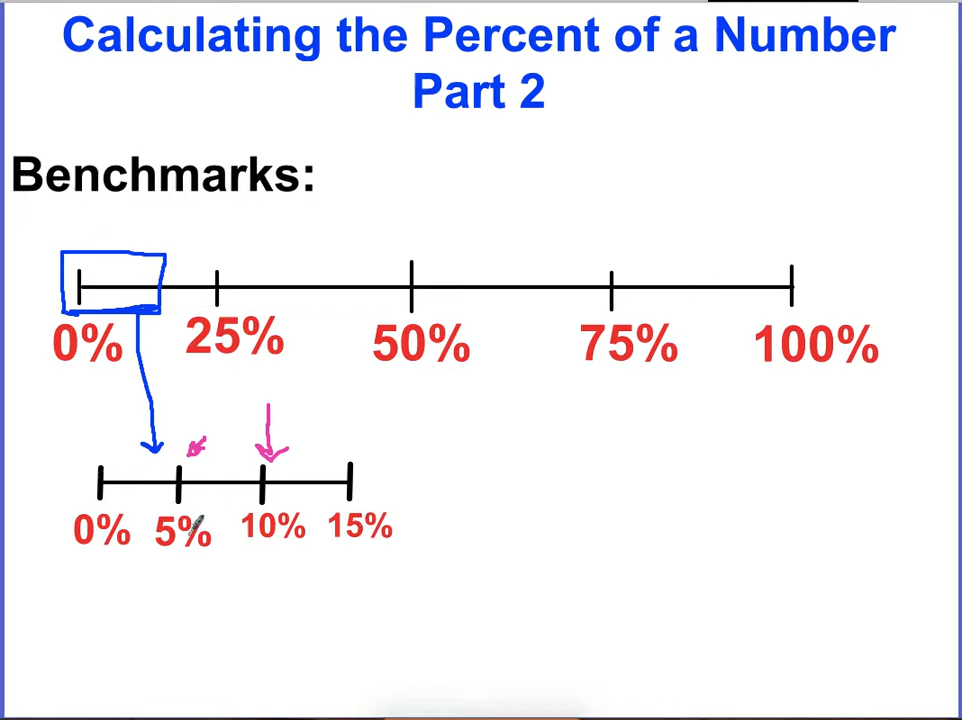 Calculating the Percent of a Number
Part 2
Benchmarks:
0% 25% 50% 75% 100%
0% 5% 10% 15%